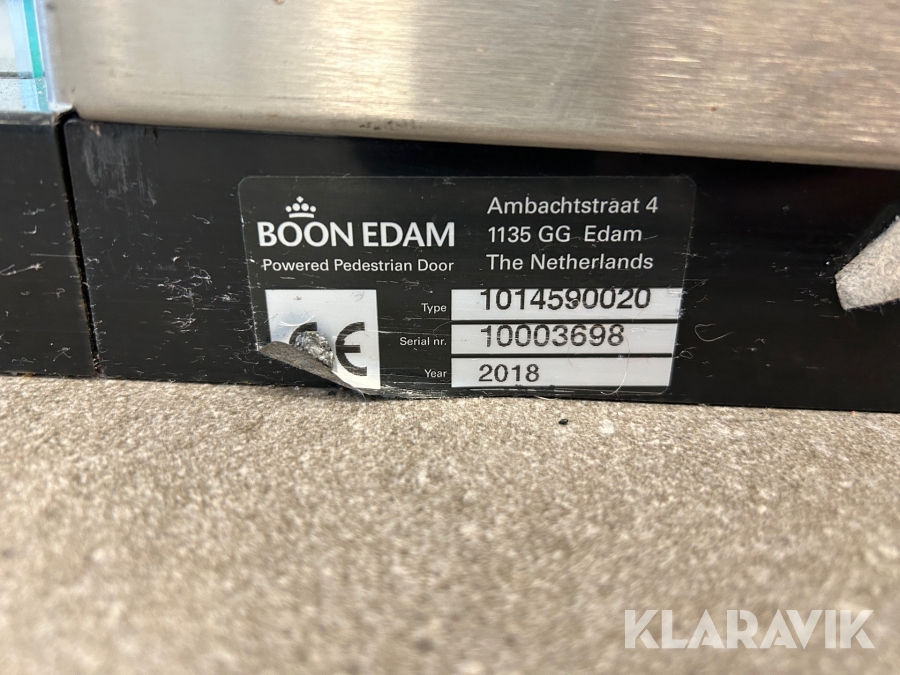 BOON EDAM
Powered Pedestrian Door
Ambachtstraat 4
1135 GG Edam
The Netherlands
CE
Type 1014590020
Serial nr. 10003698
Year 2018
KLARAVIK